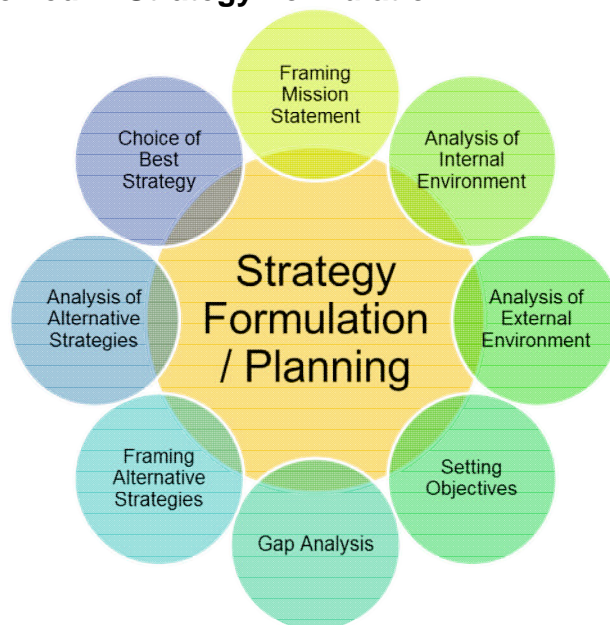 Strategy
Framing
Mission
Statement
Analysis of
Internal
Environment
Analysis of
External
Environment
Setting
Objectives
Gap Analysis
Framing
Alternative
Strategies
Analysis of
Alternative
Strategies
Choice of
Best
Strategy
Strategy
Formulation
/ Planning